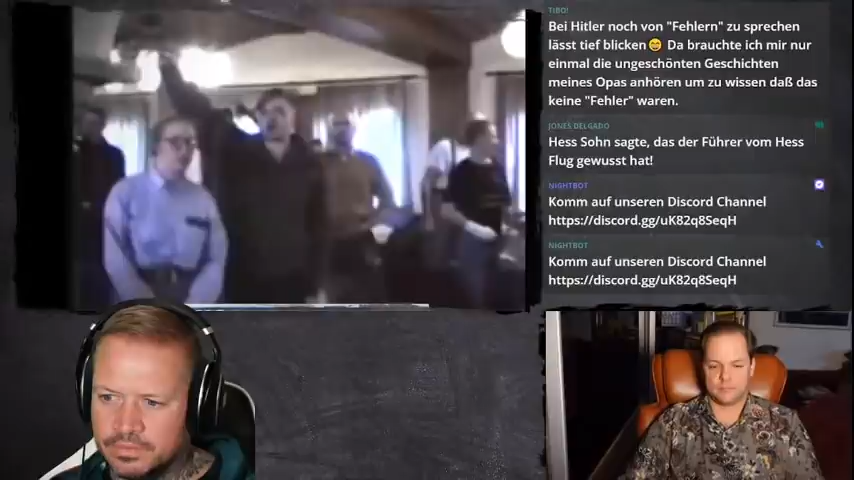 TIBO!
Bei Hitler noch von "Fehlern" zu sprechen
lässt tief blicken😄 Da brauchte ich mir nur
einmal die ungeschönten Geschichten
meines Opas anhören um zu wissen daß das
keine "Fehler" waren.
JONES DELGADO
Hess Sohn sagte, das der Führer vom Hess
Flug gewusst hat!
NIGHTBOT
Komm auf unseren Discord Channel
https://discord.gg/uK82q8SeqH
NIGHTBOT
Komm auf unseren Discord Channel
https://discord.gg/uK82q8SeqH